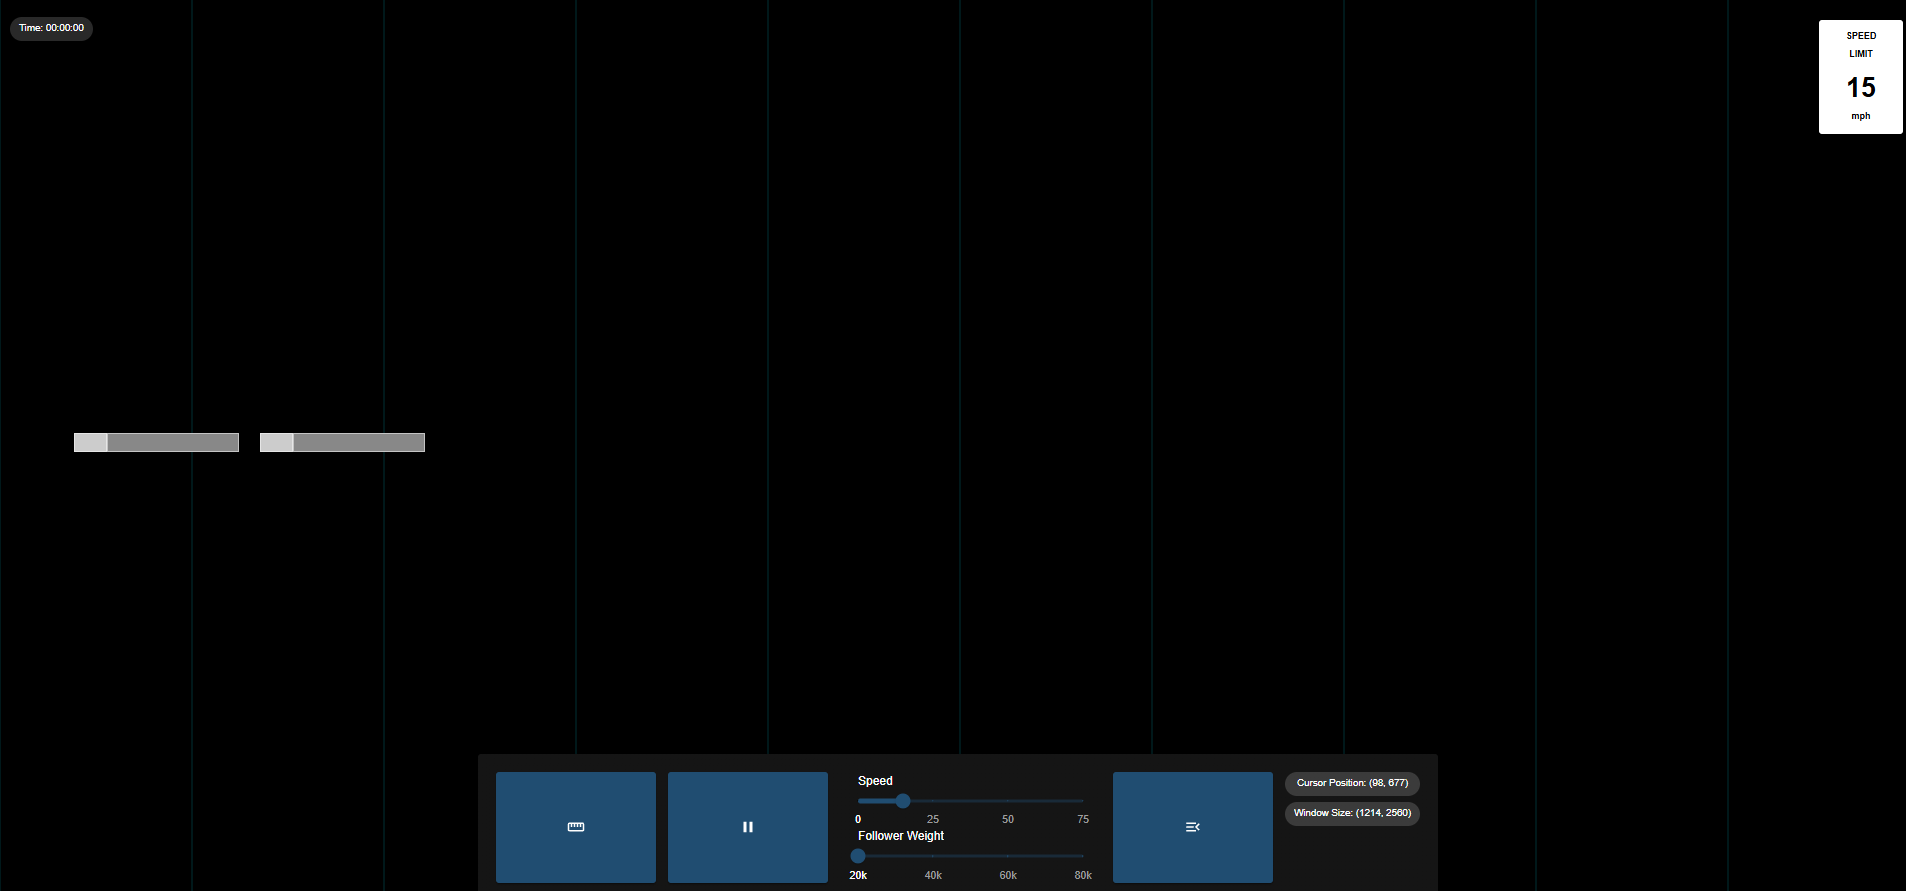 Time: 00:00:00
SPEED
LIMIT
15
mph
Speed
0 25 50 75
Follower Weight
20k 40k 60k 80k
Cursor Position: (98, 677)
Window Size: (1214, 2560)